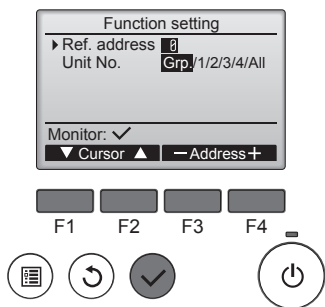 Function setting
Ref. address 0
Unit No. Grp./1/2/3/4/All
Monitor: ✓
▼ Cursor ▲ −Address+
F1 F2 F3 F4